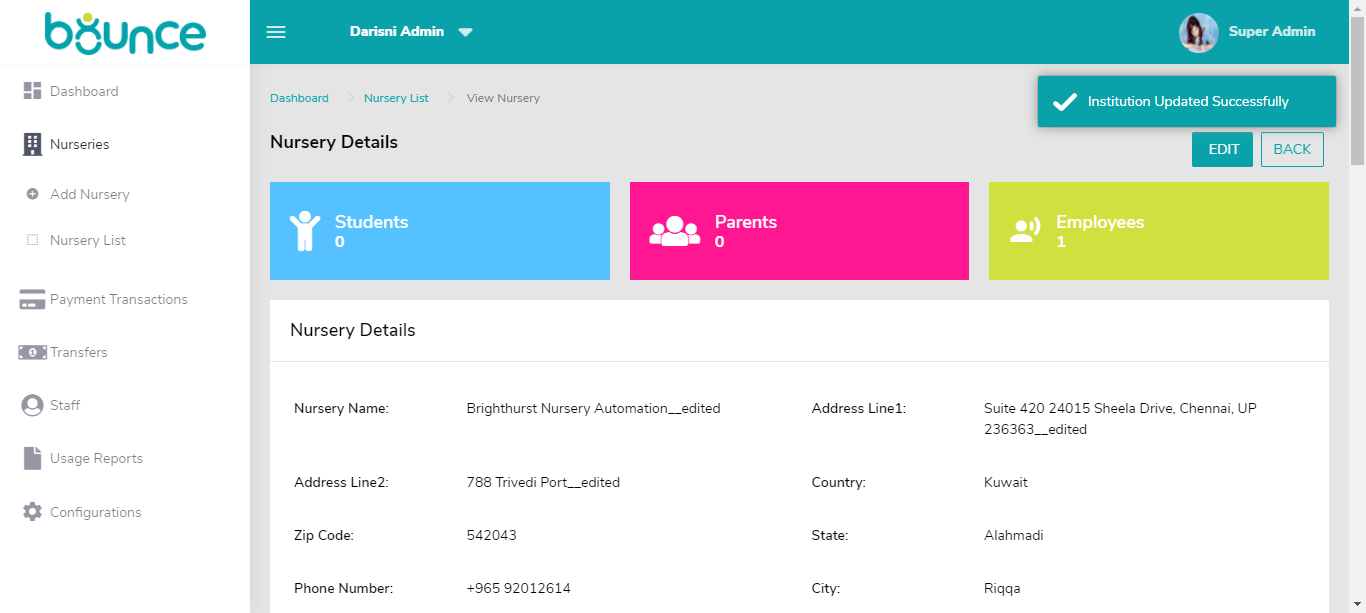 bounce
Darisni Admin
Super Admin
Dashboard
Nurseries
Add Nursery
Nursery List
Payment Transactions
Transfers
Staff
Usage Reports
Configurations
Dashboard Nursery List View Nursery
Institution Updated Successfully
Nursery Details
EDIT BACK
Students
0
Parents
0
Employees
1
Nursery Details
Nursery Name: Brighthurst Nursery Automation__edited
Address Line1: Suite 420 24015 Sheela Drive, Chennai, UP
236363__edited
Address Line2: 788 Trivedi Port__edited
Country: Kuwait
Zip Code: 542043
State: Alahmadi
Phone Number: +965 92012614
City: Riqqa